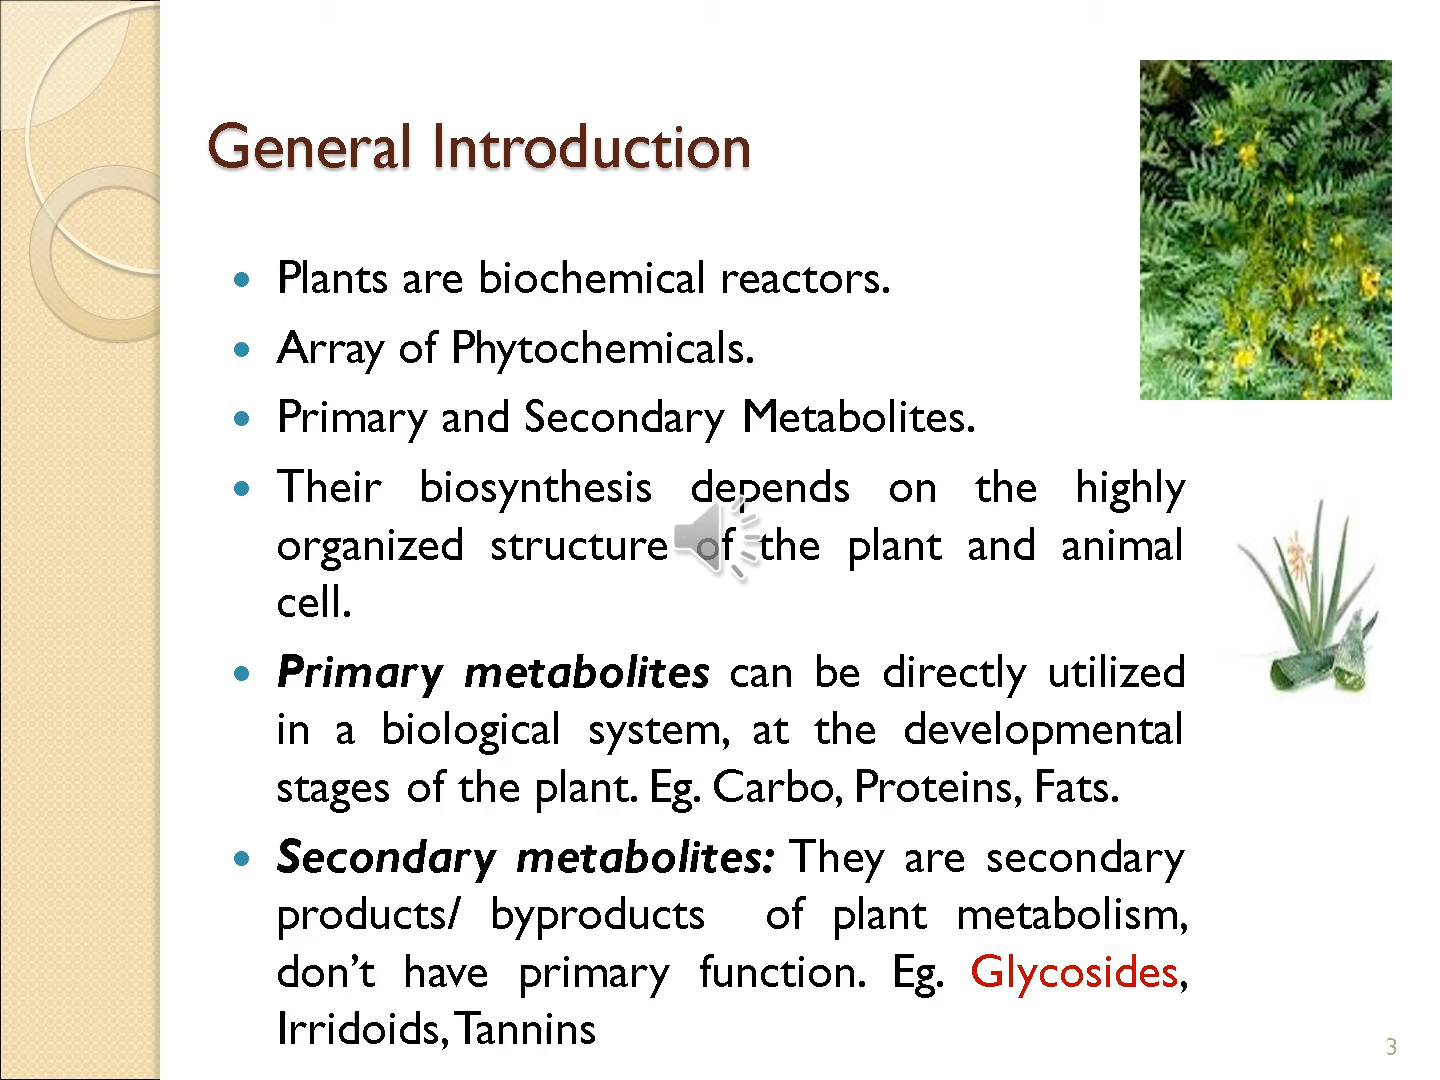 General Introduction
Plants are biochemical reactors.
Array of Phytochemicals.
Primary and Secondary Metabolites.
Their biosynthesis depends on the highly
organized structure of the plant and animal
cell.
Primary metabolites can be directly utilized
in a biological system, at the developmental
stages of the plant. Eg. Carbo, Proteins, Fats.
Secondary metabolites: They are secondary
products/ byproducts of plant metabolism,
don’t have primary function. Eg. Glycosides,
Irridoids, Tannins
3